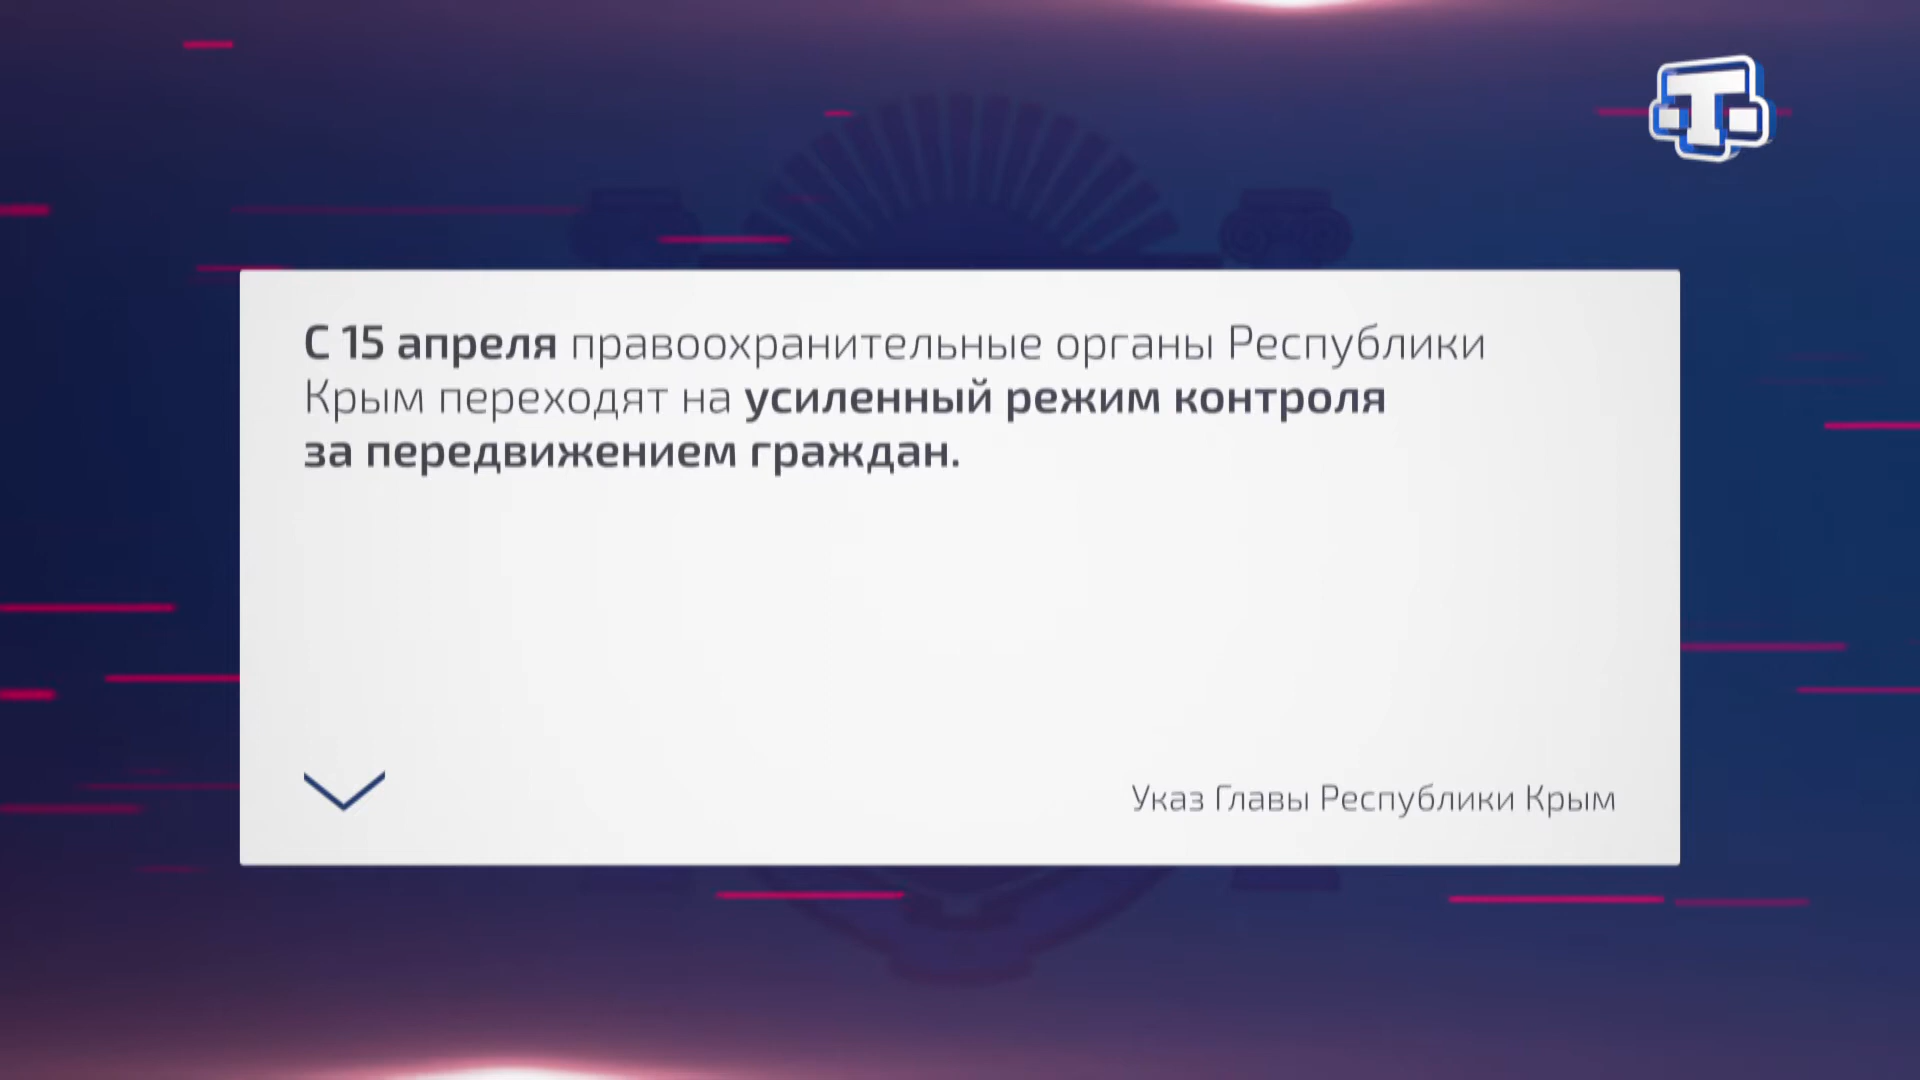 Т
С 15 апреля правоохранительные органы Республики
Крым переходят на усиленный режим контроля
за передвижением граждан.
Указ Главы Республики Крым